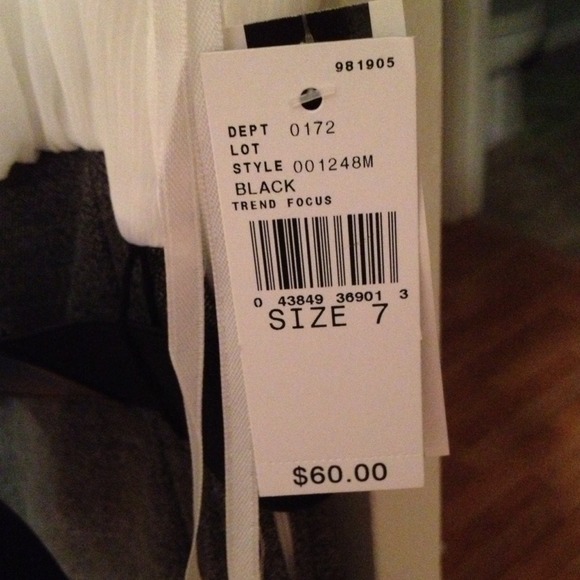 981905
DEPT 0172
LOT
STYLE 001248M
BLACK
TREND FOCUS
0 43849 36901 3
SIZE 7
$60.00